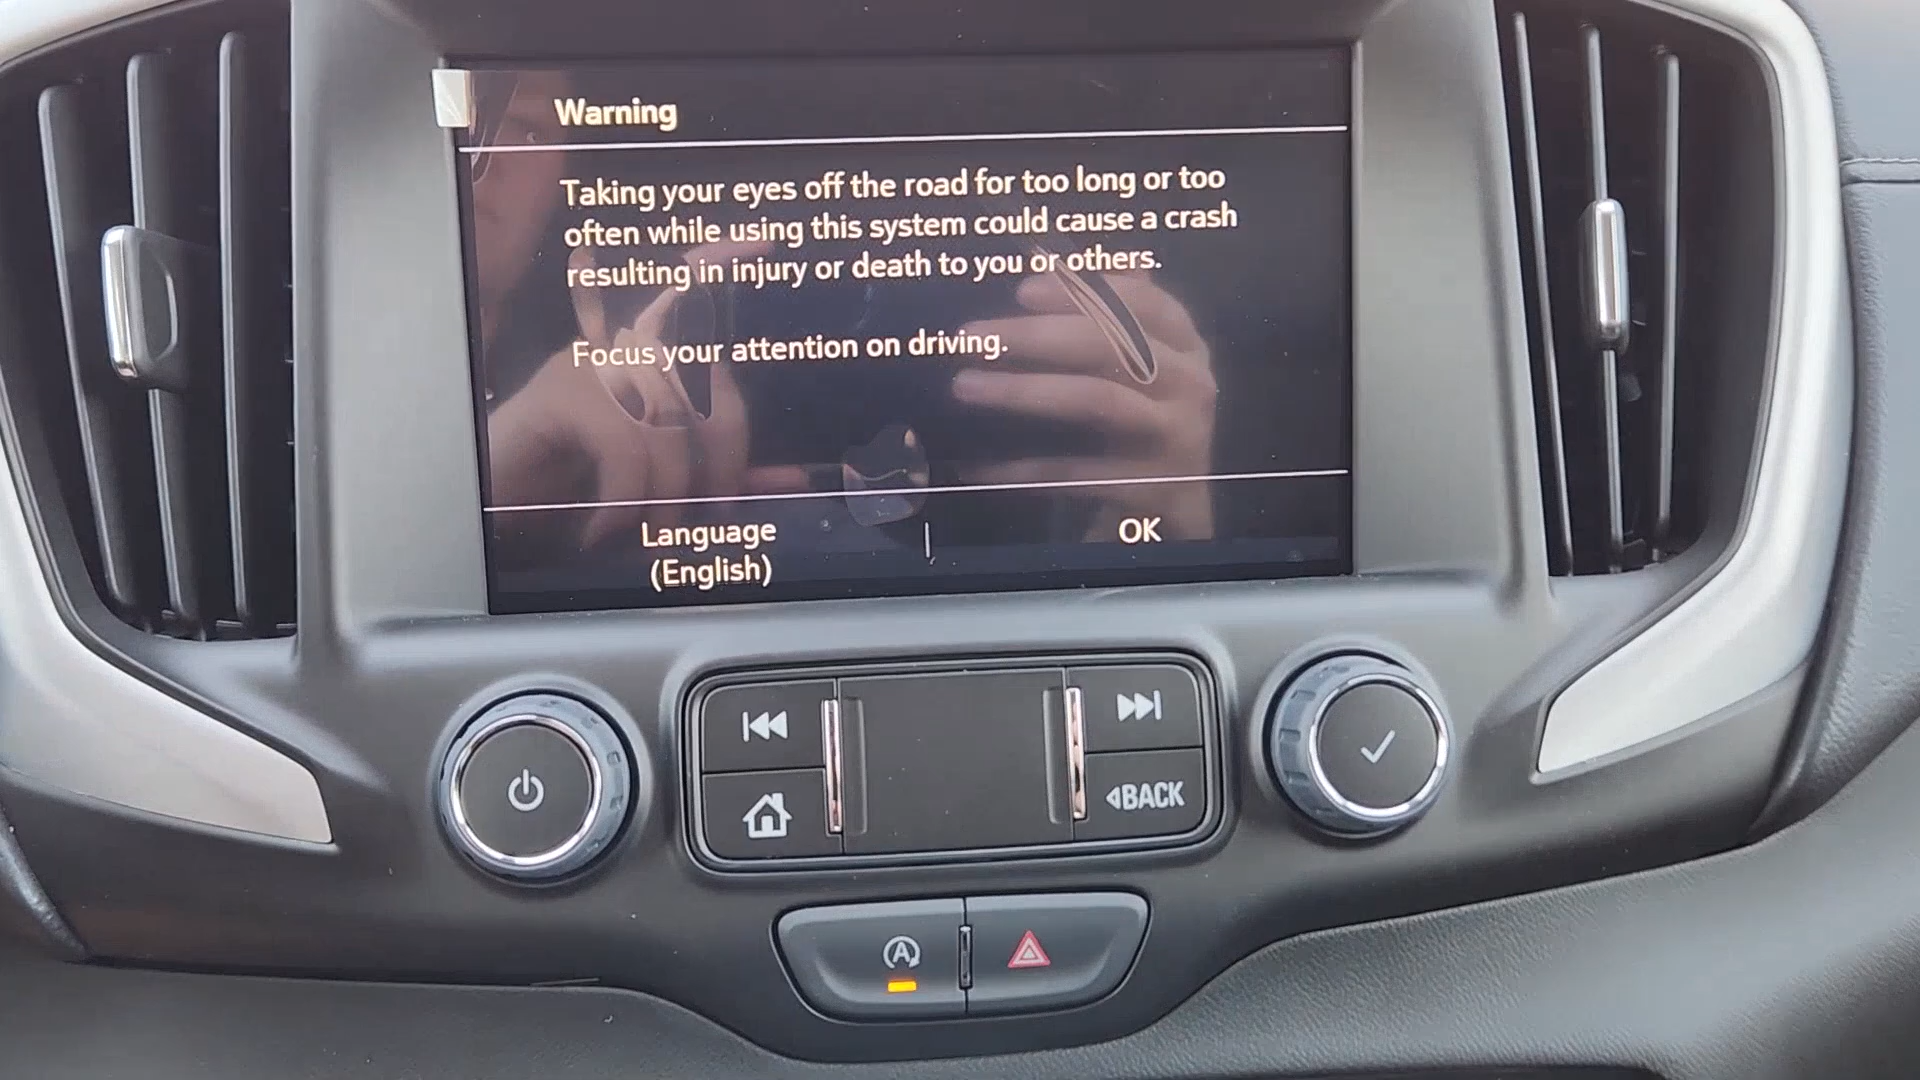 Warning
Taking your eyes off the road for too long or too
often while using this system could cause a crash
resulting in injury or death to you or others.
Focus your attention on driving.
Language
(English)
OK
BACK
A